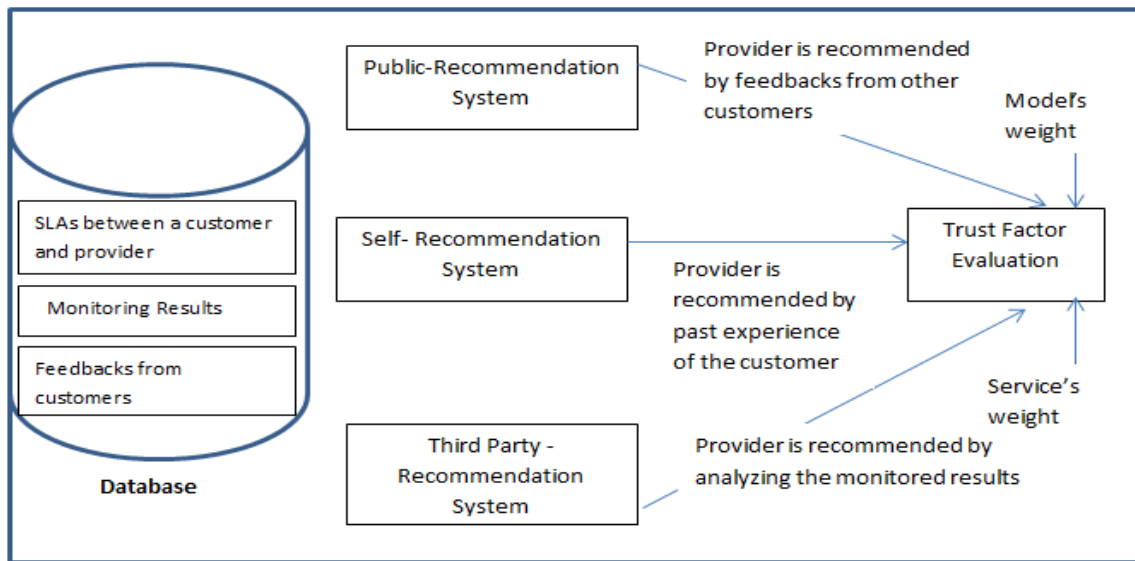 SLAs between a customer
and provider
Monitoring Results
Feedbacks from
customers
Database
Public-Recommendation
System
Self- Recommendation
System
Third Party -
Recommendation
System
Provider is recommended
by feedbacks from other
customers
Provider is
recommended by
past experience
of the customer
Provider is recommended by
analyzing the monitored results
Model's
weight
Trust Factor
Evaluation
Service's
weight